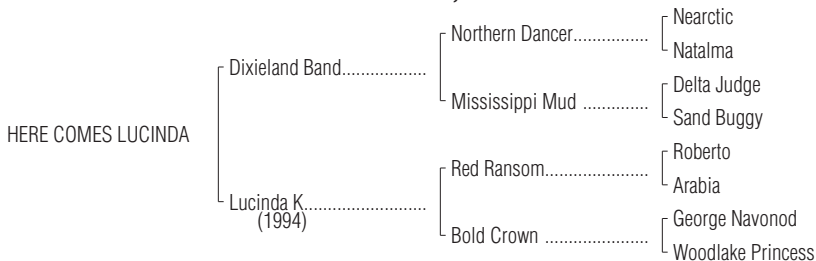 Nearctic
Northern Dancer................
Natalma
Dixieland Band..................
Delta Judge
Mississippi Mud ..............
Sand Buggy
HERE COMES LUCINDA
Roberto
Red Ransom......................
Arabia
Lucinda K..........................
(1994)
George Navonod
Bold Crown ......................
Woodlake Princess